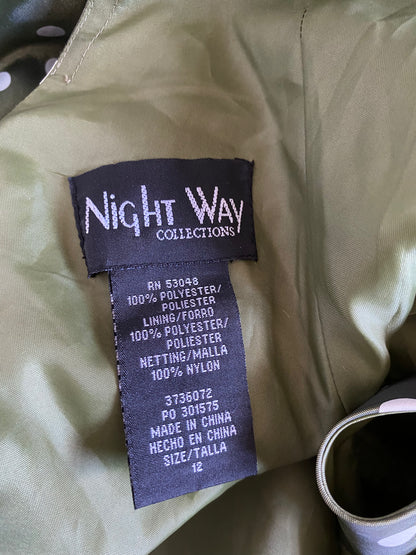 Night Way
COLLECTIONS
RN 53048
100% POLYESTER/
POLIESTER
LINING/FORRO
100% POLYESTER/
POLIESTER
NETTING/MALLA
100% NYLON
3736072
PO 301575
MADE IN CHINA
HECHO EN CHINA
SIZE/TALLA
12